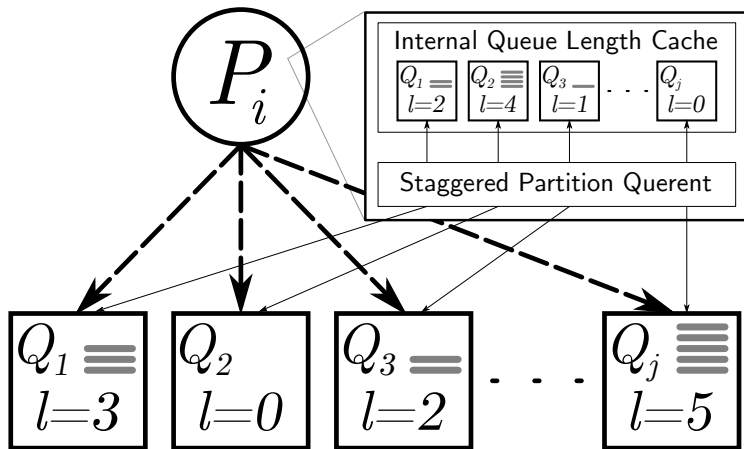 P_i
Internal Queue Length Cache
Q_1 Q_2 Q_3 Q_j
l=2 l=4 l=1 . . . l=0
Staggered Partition Querent
Q_1 Q_2 Q_3 Q_j
l=3 l=0 l=2 . . . l=5